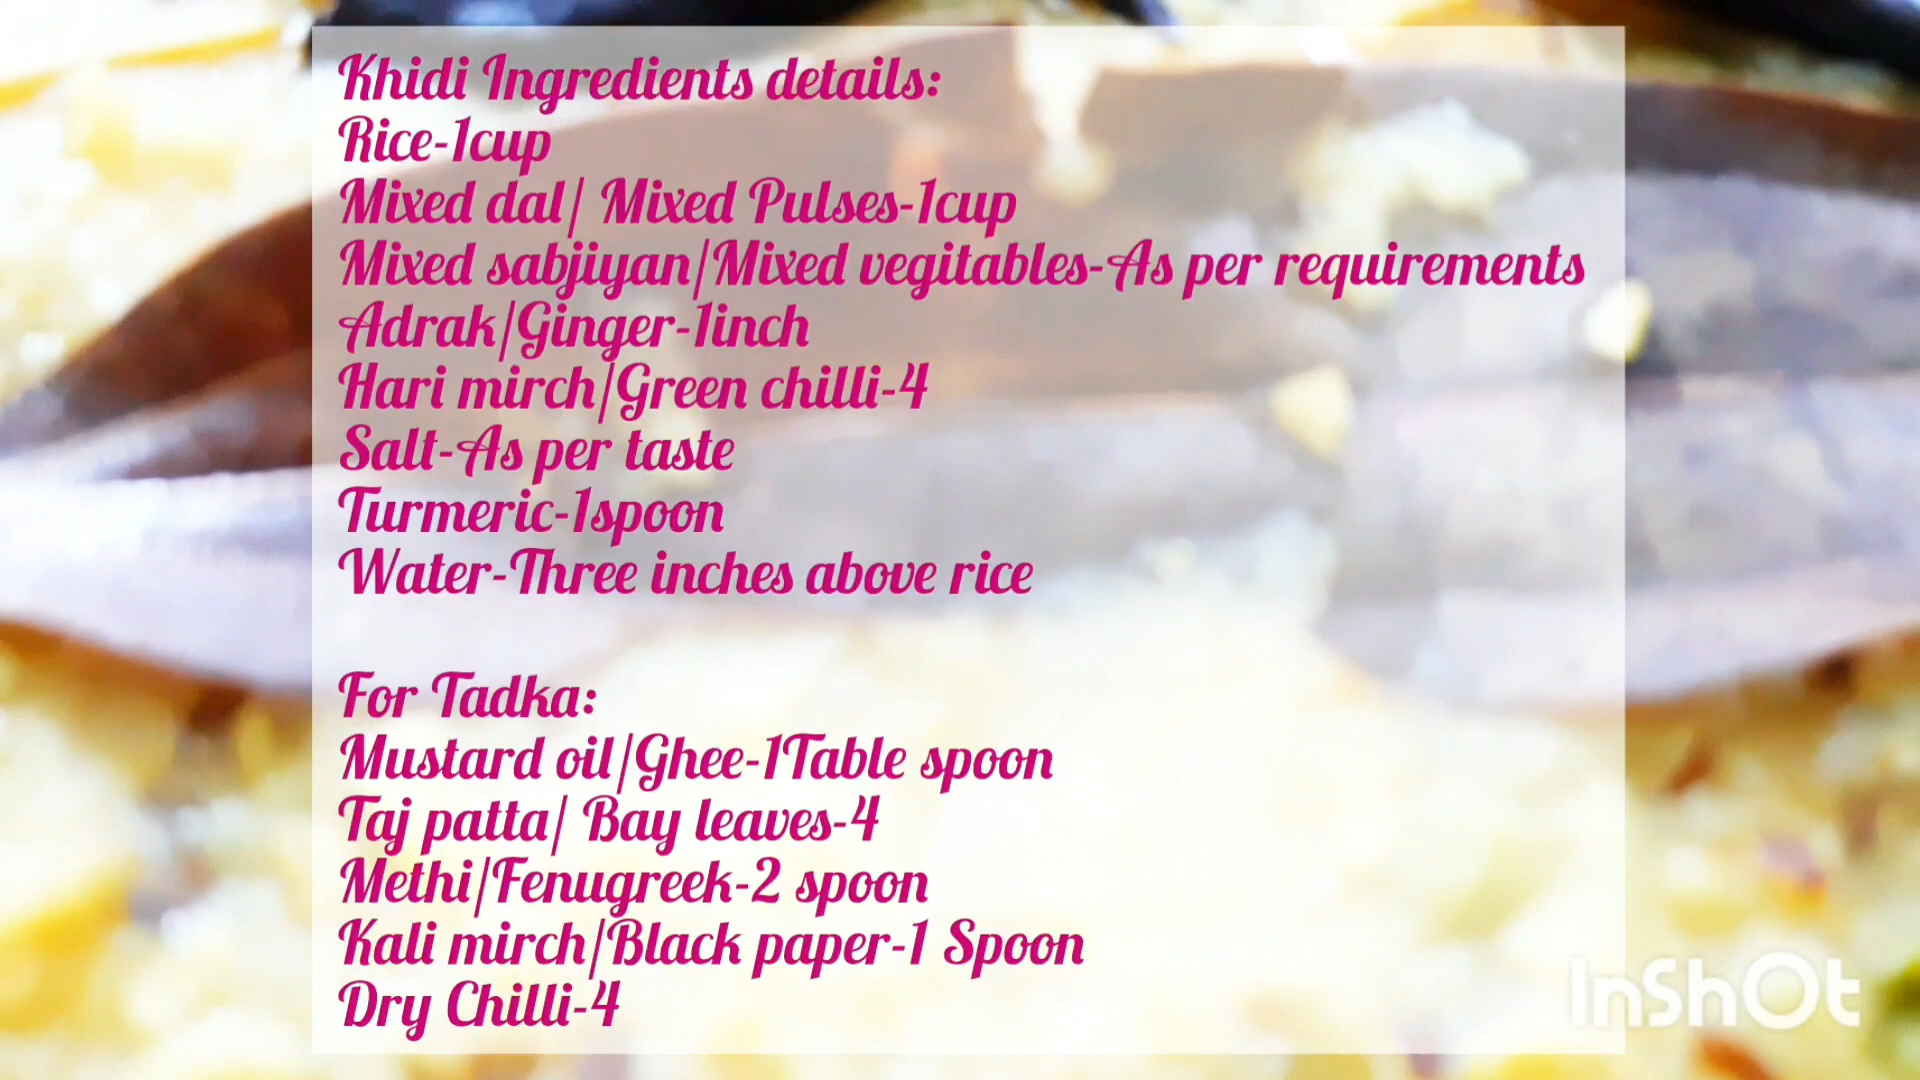 Khidi Ingredients details:
Rice-1cup
Mixed dal/ Mixed Pulses-1cup
Mixed sabjiyan/Mixed vegitables-As per requirements
Adrak/Ginger-1inch
Hari mirch/Green chilli-4
Salt-As per taste
Turmeric-1spoon
Water-Three inches above rice
For Tadka:
Mustard oil/Ghee-1Table spoon
Taj patta/ Bay leaves-4
Methi/Fenugreek-2 spoon
Kali mirch/Black paper-1 Spoon
Dry Chilli-4
InShOt